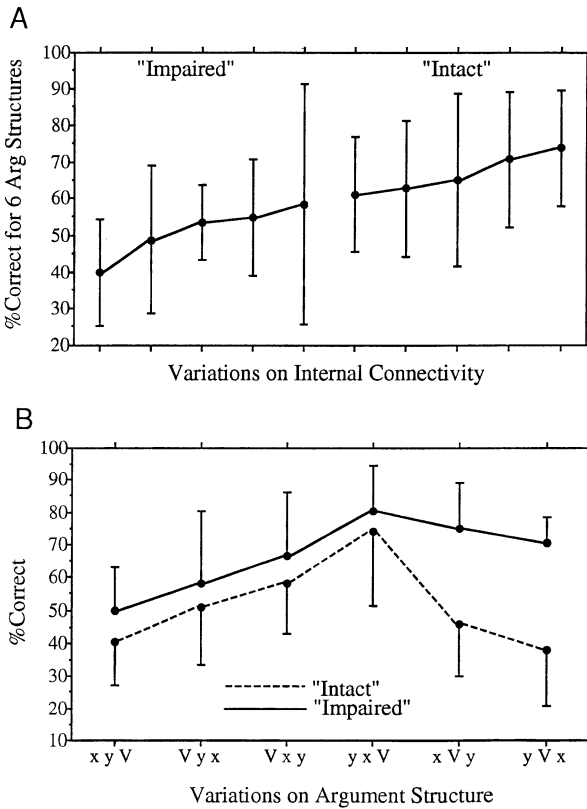 A
%Correct for 6 Arg Structures
100
90
80
70
60
50
40
30
20
"Impaired" "Intact"
Variations on Internal Connectivity
B
%Correct
100
90
80
70
60
50
40
30
20
10
"Intact"
"Impaired"
x y V V y x V x y y x V x V y y V x
Variations on Argument Structure